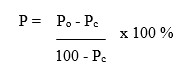 P = Po - Pc
100 - Pc x 100 %